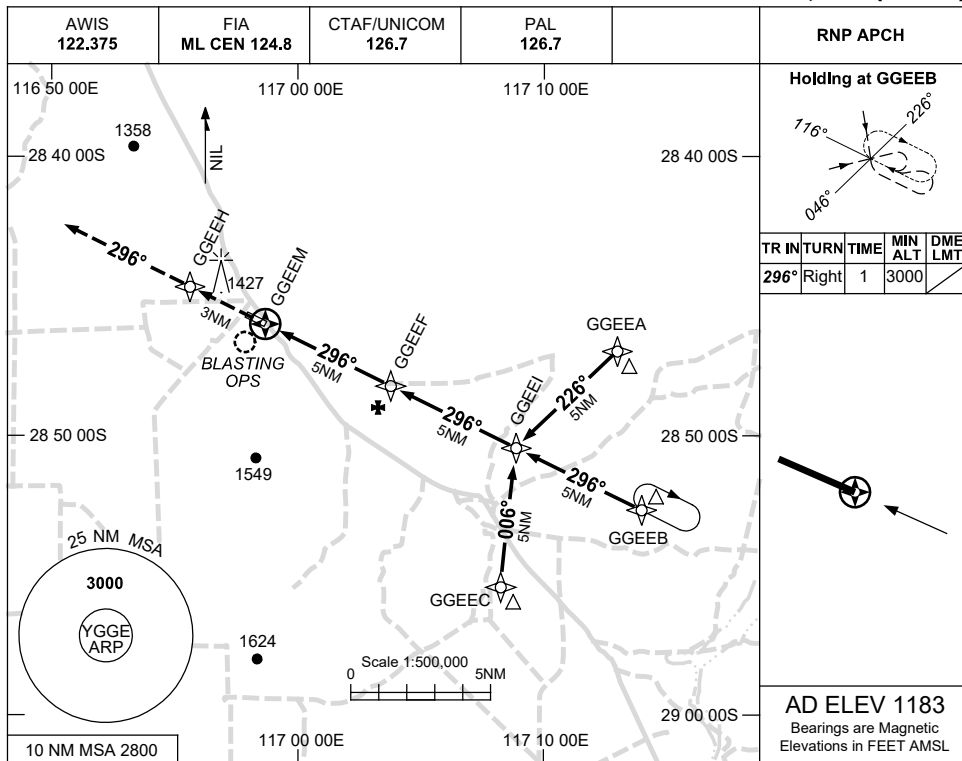 AWIS
122.375
FIA
ML CEN 124.8
CTAF/UNICOM
126.7
PAL
126.7
RNP APCH
116 50 00E
117 00 00E
117 10 00E
Holding at GGEEB
116°
226°
046°
TR IN
TURN
TIME
MIN ALT
DME LMT
296°
Right
1
3000
1358
28 40 00S
28 40 00S
NIL
GGEEH
296°
1427
GGEEM
3NM
BLASTING
OPS
296°
5NM
GGEEF
GGEEA
226°
5NM
GGEEI
296°
5NM
28 50 00S
28 50 00S
1549
296°
5NM
GGEEB
006°
5NM
GGEEC
25 NM MSA
3000
YGGE
ARP
1624
Scale 1:500,000
0
5NM
29 00 00S
AD ELEV 1183
Bearings are Magnetic
Elevations in FEET AMSL
10 NM MSA 2800
117 00 00E
117 10 00E